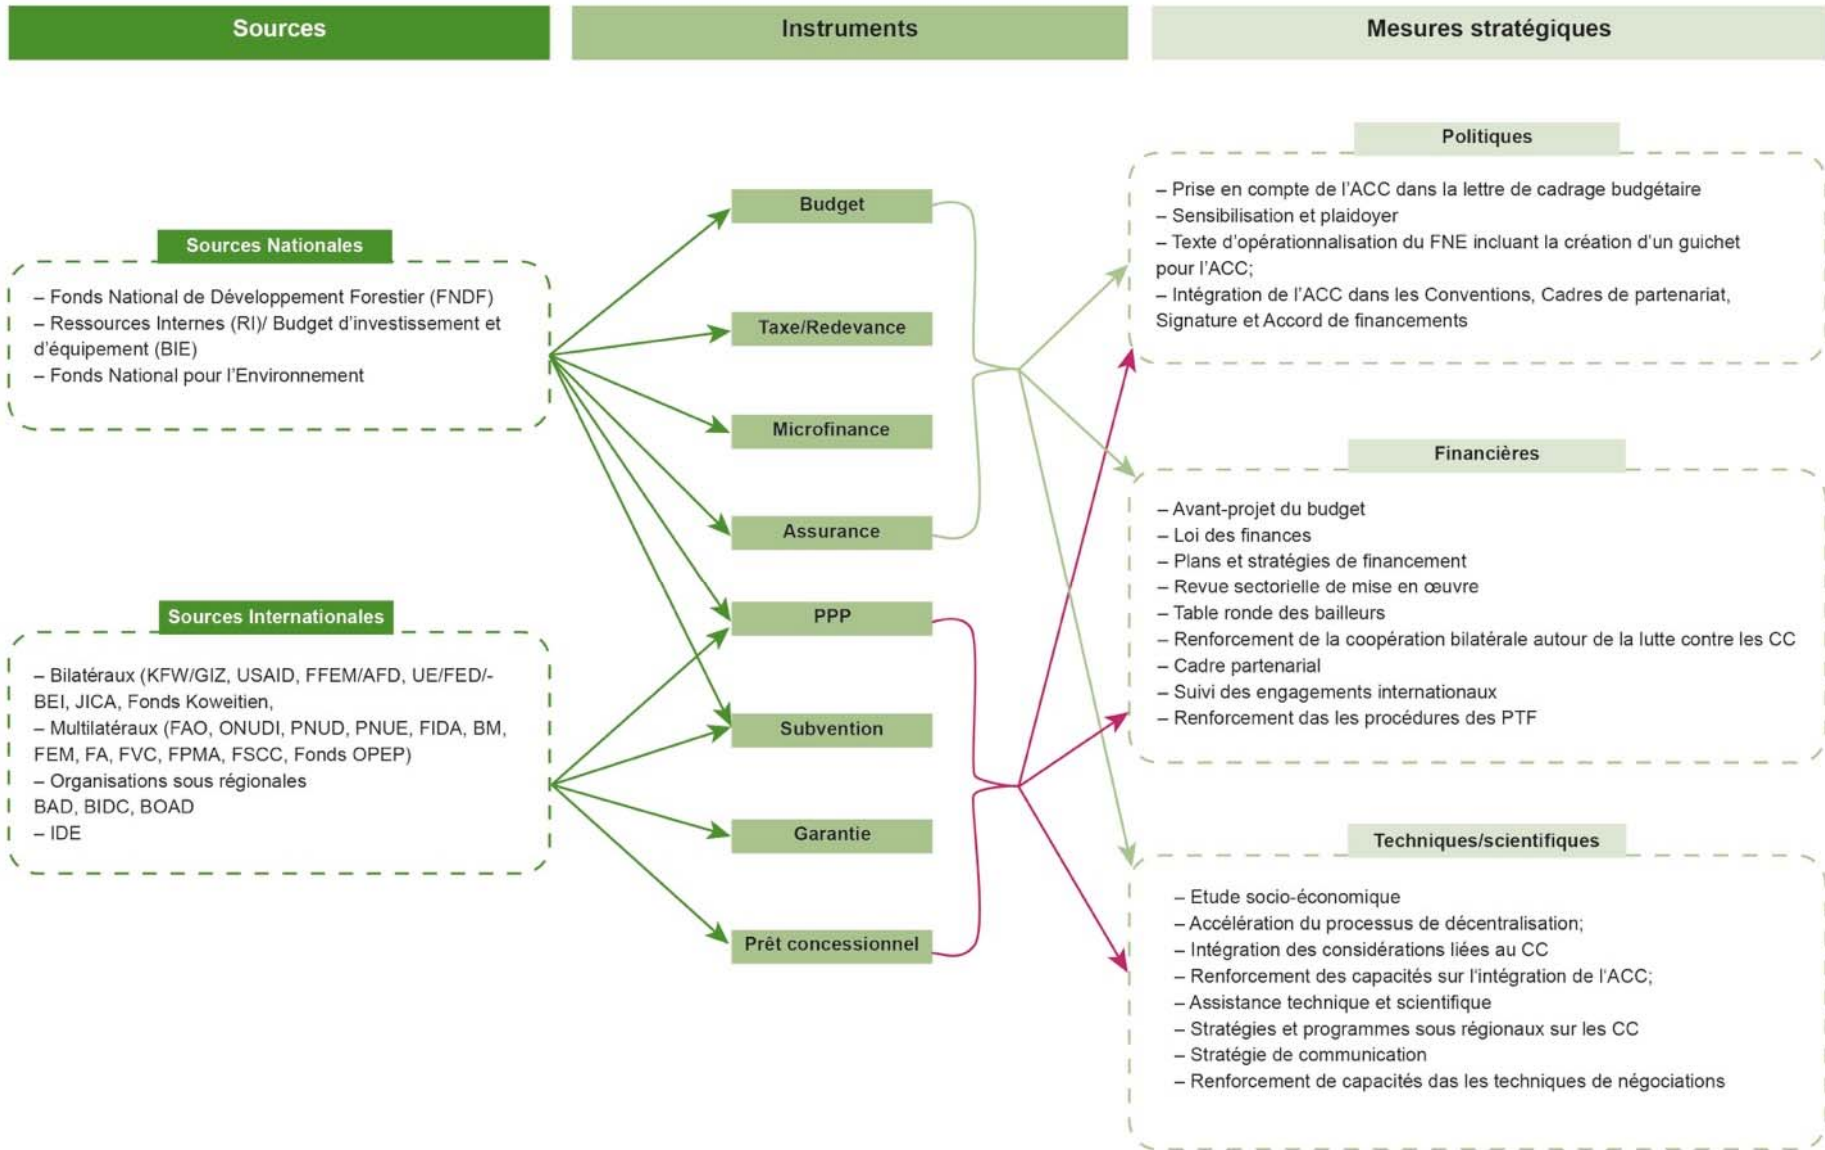 Sources
Instruments
Mesures stratégiques
Sources Nationales
– Fonds National de Développement Forestier (FNDF)
– Ressources Internes (RI)/ Budget d'investissement et
d'équipement (BIE)
– Fonds National pour l'Environnement
Sources Internationales
– Bilatéraux (KFW/GIZ, USAID, FFEM/AFD, UE/FED/-
BEI, JICA, Fonds Koweitien,
– Multilatéraux (FAO, ONUDI, PNUD, PNUE, FIDA, BM,
FEM, FA, FVC, FPMA, FSCC, Fonds OPEP)
– Organisations sous régionales
BAD, BIDC, BOAD
– IDE
Budget
Taxe/Redevance
Microfinance
Assurance
PPP
Subvention
Garantie
Prêt concessionnel
Politiques
– Prise en compte de l'ACC dans la lettre de cadrage budgétaire
– Sensibilisation et plaidoyer
– Texte d'opérationnalisation du FNE incluant la création d'un guichet
pour l'ACC;
– Intégration de l'ACC dans les Conventions, Cadres de partenariat,
Signature et Accord de financements
Financières
– Avant-projet du budget
– Loi des finances
– Plans et stratégies de financement
– Revue sectorielle de mise en œuvre
– Table ronde des bailleurs
– Renforcement de la coopération bilatérale autour de la lutte contre les CC
– Cadre partenarial
– Suivi des engagements internationaux
– Renforcement das les procédures des PTF
Techniques/scientifiques
– Etude socio-économique
– Accélération du processus de décentralisation;
– Intégration des considérations liées au CC
– Renforcement des capacités sur l'intégration de l'ACC;
– Assistance technique et scientifique
– Stratégies et programmes sous régionaux sur les CC
– Stratégie de communication
– Renforcement de capacités das les techniques de négociations